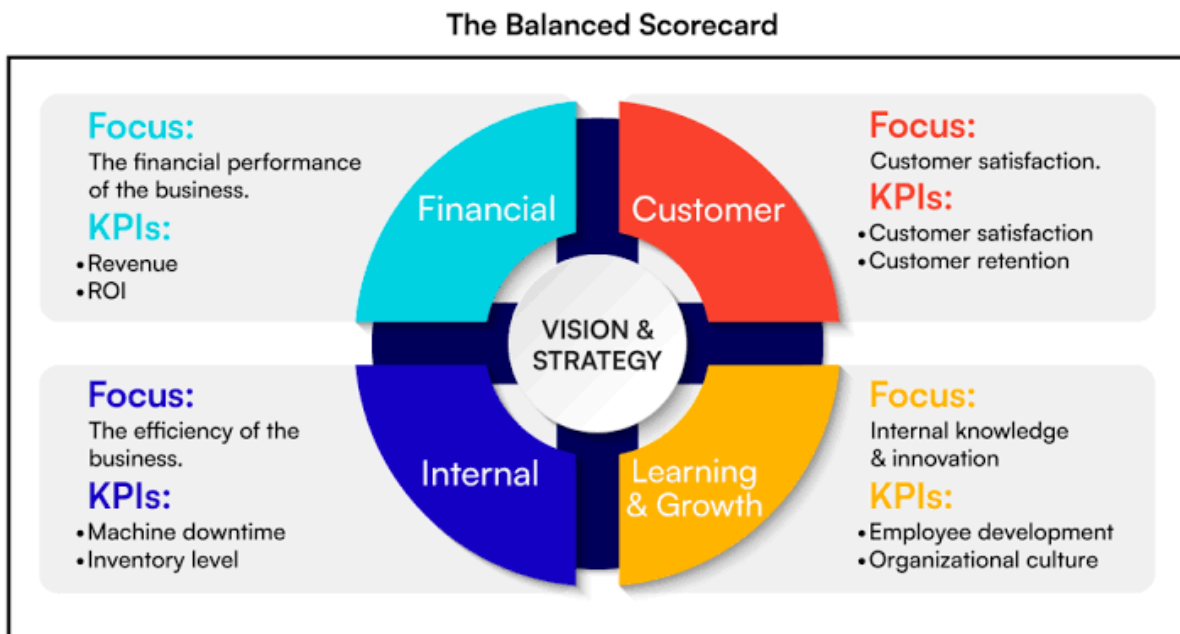 The Balanced Scorecard
Focus:
The financial performance
of the business.
KPIs:
•Revenue
•ROI
Financial
Customer
Focus:
Customer satisfaction.
KPIs:
•Customer satisfaction
•Customer retention
VISION &
STRATEGY
Focus:
The efficiency of the
business.
KPIs:
•Machine downtime
•Inventory level
Internal
Learning
& Growth
Focus:
Internal knowledge
& innovation
KPIs:
•Employee development
•Organizational culture